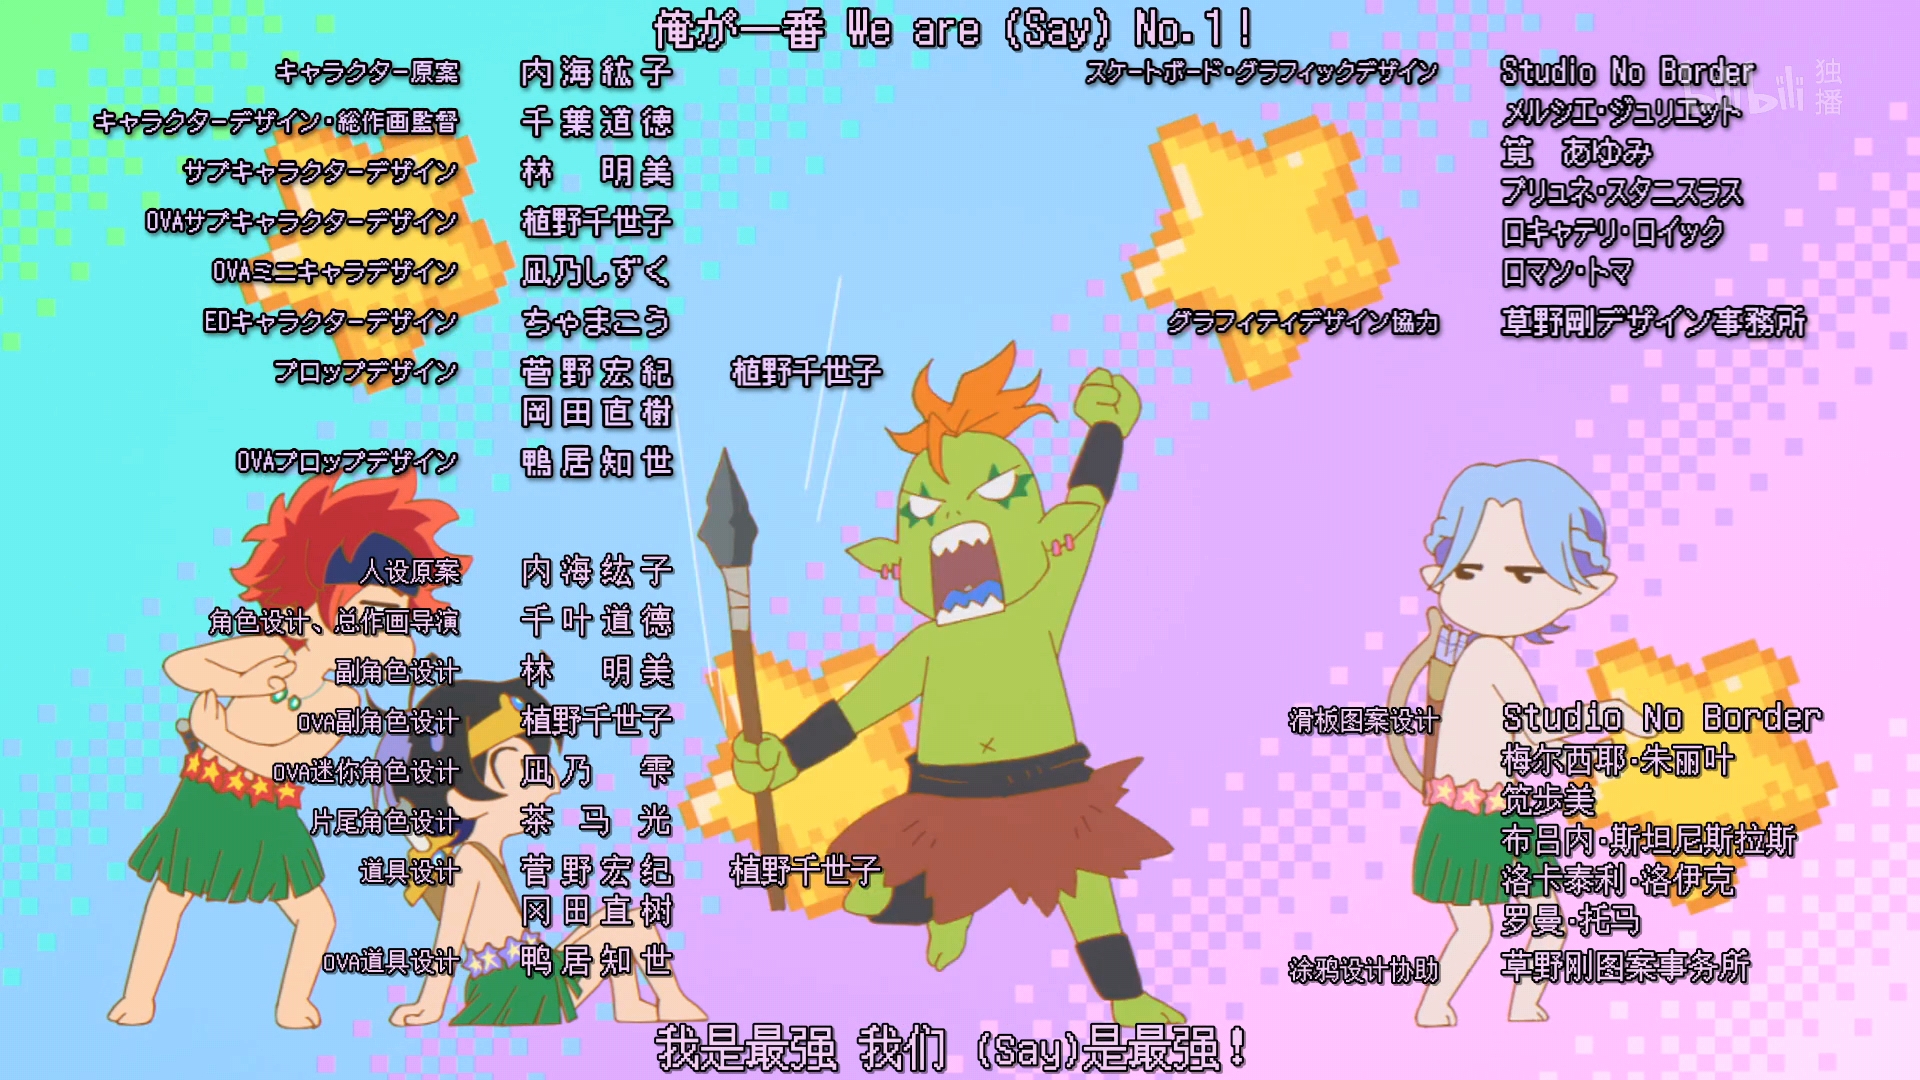 俺が一番 We are (Say) No.1!
キャラクター原案 内海紘子
キャラクターデザイン・総作画監督 千葉道徳
サブキャラクターデザイン 林 明美
OVAサブキャラクターデザイン 植野千世子
OVAミニキャラデザイン 凪乃しずく
EDキャラクターデザイン ちゃまこう
プロップデザイン 菅野宏紀 植野千世子
岡田直樹
OVAプロップデザイン 鴨居知世
スケートボード・グラフィックデザイン Studio No Border
メルシエ・ジュリエット
筧 あゆみ
ブリュネ・スタニスラス
ロキャテリ・ロイック
ロマン・トマ
グラフィティデザイン協力 草野剛デザイン事務所
bilibili 独播
人设原案 内海纮子
角色设计、总作画导演 千叶道德
副角色设计 林 明美
OVA副角色设计 植野千世子
OVA迷你角色设计 凪乃 雫
片尾角色设计 茶马光
道具设计 菅野宏纪 植野千世子
冈田直树
OVA道具设计 鸭居知世
滑板图案设计 Studio No Border
梅尔西耶·朱丽叶
笕步美
布吕内·斯坦尼斯拉斯
洛卡泰利·洛伊克
罗曼·托马
涂鸦设计协助 草野刚图案事务所
我是最强 我们 (Say)是最强!